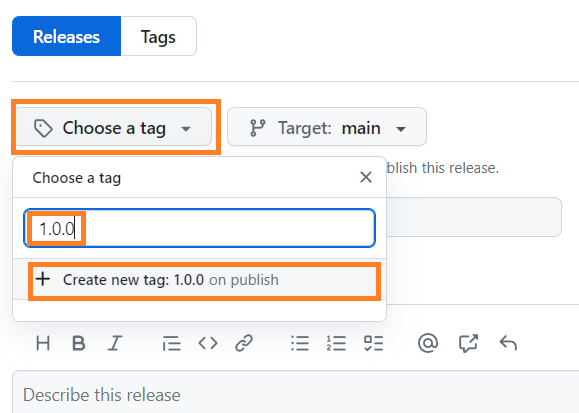 Releases Tags
Choose a tag Target: main
blish this release.
Choose a tag
1.0.0
Create new tag: 1.0.0 on publish
H B I
Describe this release